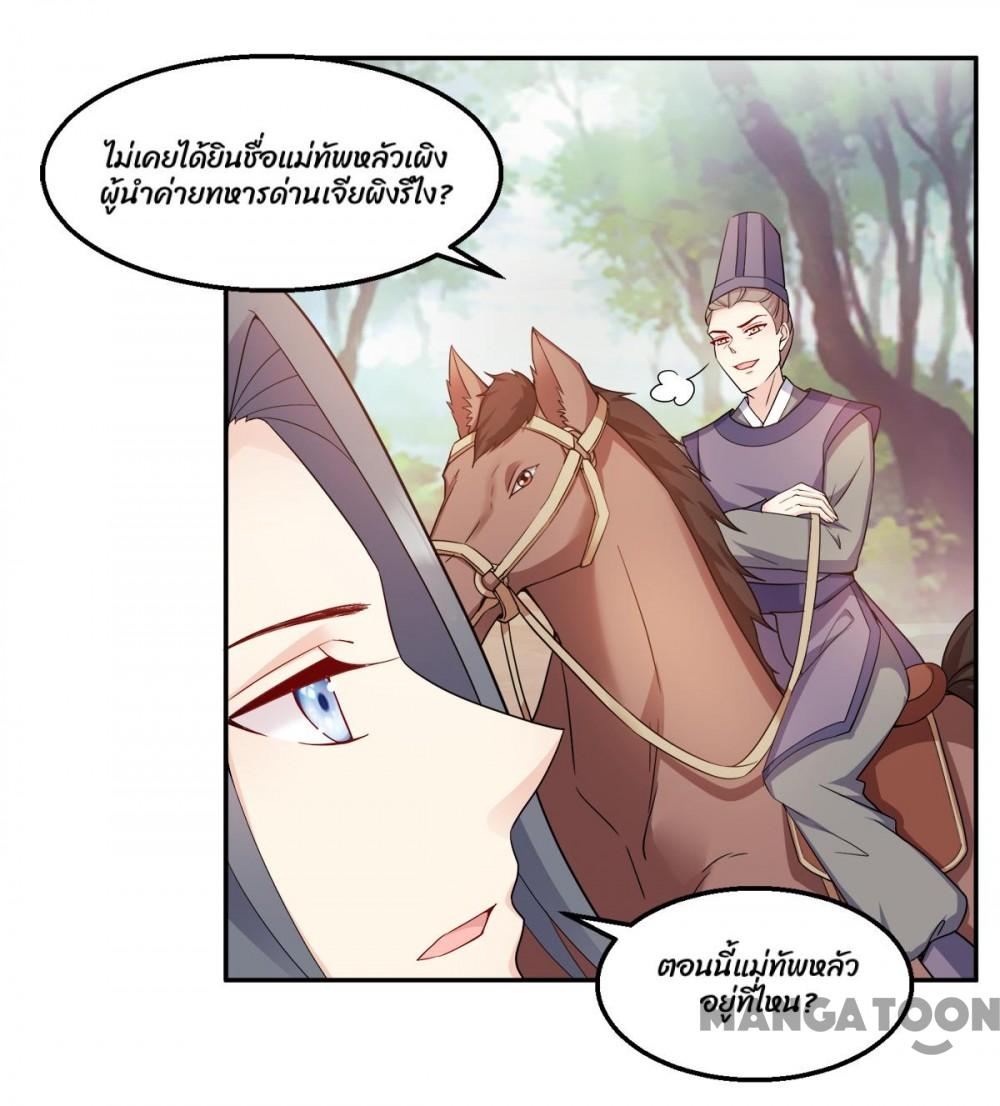 ไม่เคยได้ยินชื่อแม่ทัพหลัวเผิง
ผู้นำค่ายทหารด่านเจียผิงรึไง?
ตอนนี้แม่ทัพหลัว
อยู่ที่ไหน?
MANGATOON